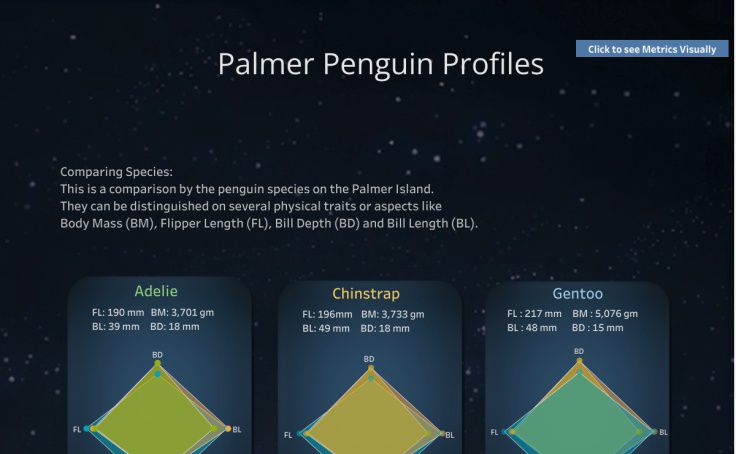 Click to see Metrics Visually
Palmer Penguin Profiles
Comparing Species:
This is a comparison by the penguin species on the Palmer Island.
They can be distinguished on several physical traits or aspects like
Body Mass (BM), Flipper Length (FL), Bill Depth (BD) and Bill Length (BL).
Adelie
FL: 190 mm BM: 3,701 gm
BL: 39 mm BD: 18 mm
BD
FL
BL
Chinstrap
FL: 196mm BM: 3,733 gm
BL: 49 mm BD: 18 mm
BD
FL
BL
Gentoo
FL : 217 mm BM : 5,076 gm
BL : 48 mm BD : 15 mm
BD
FL
BL